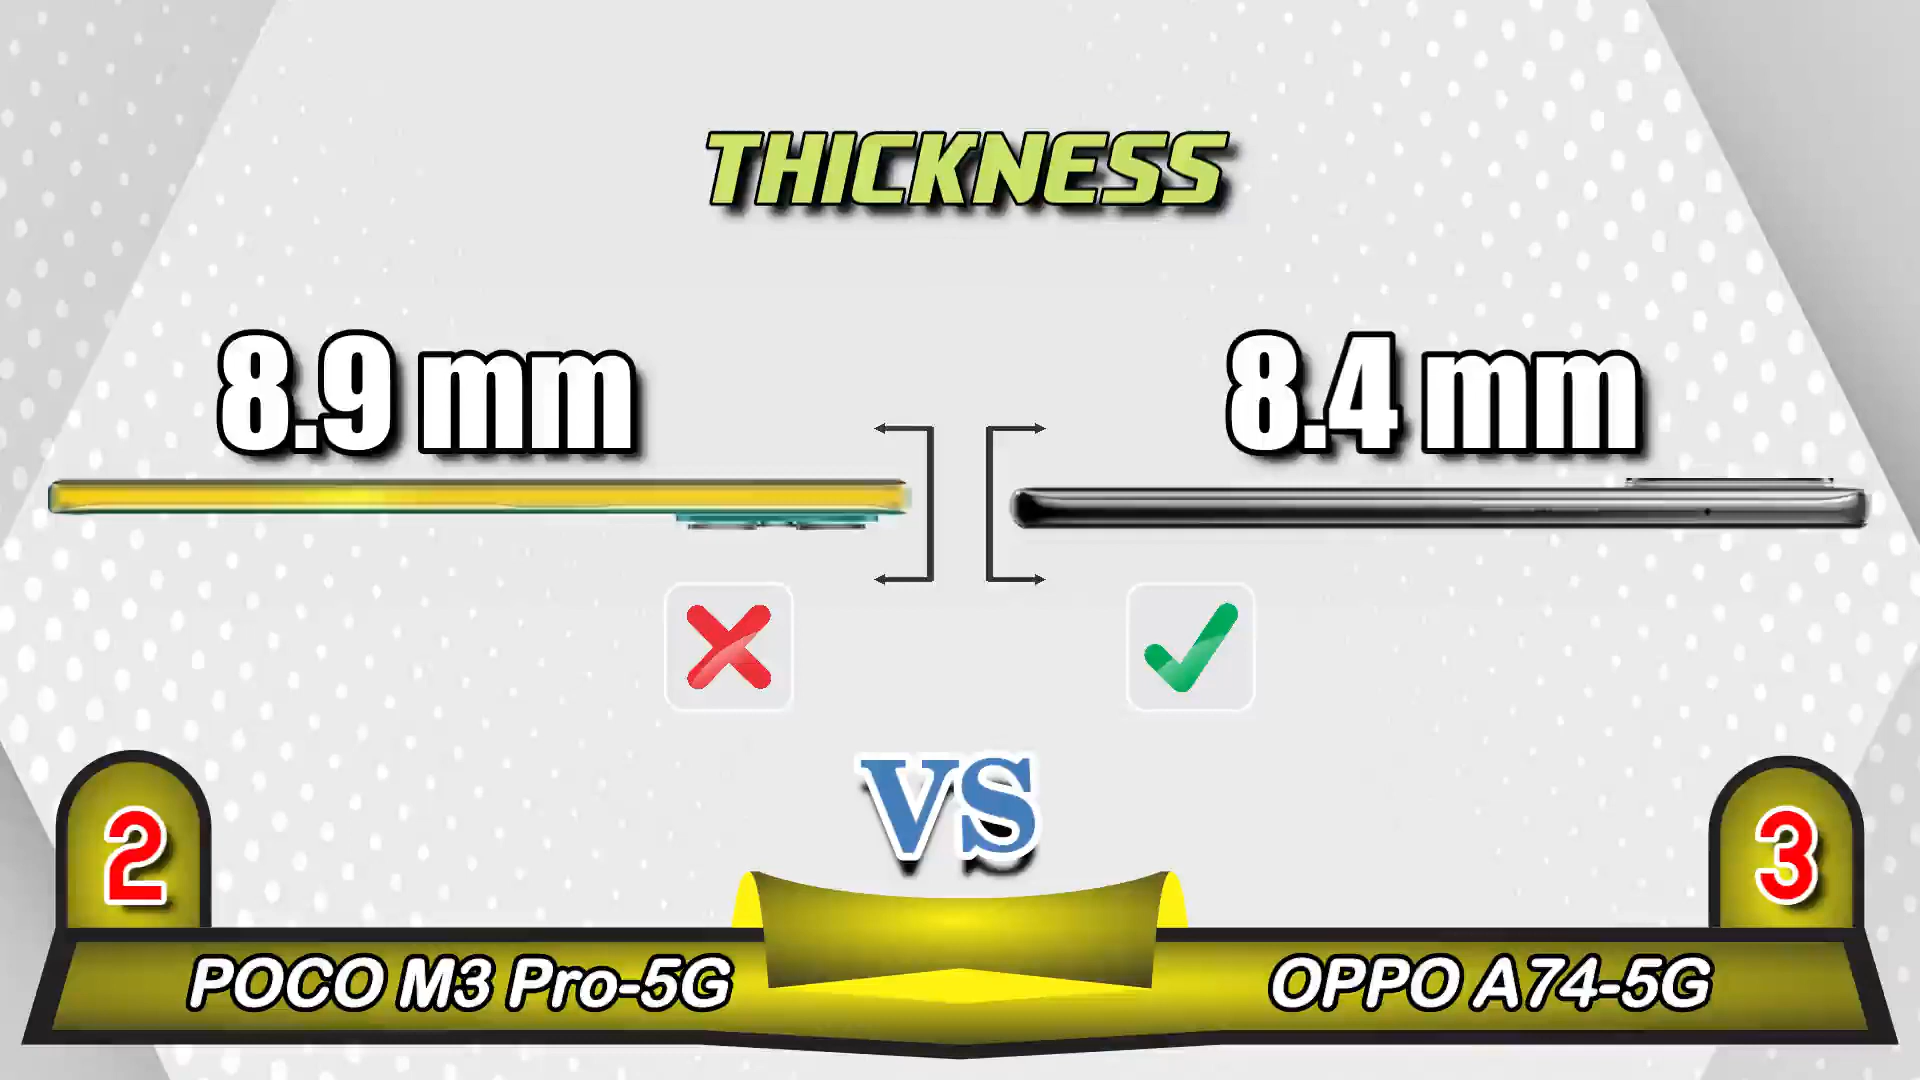 THICKNESS
8.9 mm
8.4 mm
VS
2
3
POCO M3 Pro-5G
OPPO A74-5G